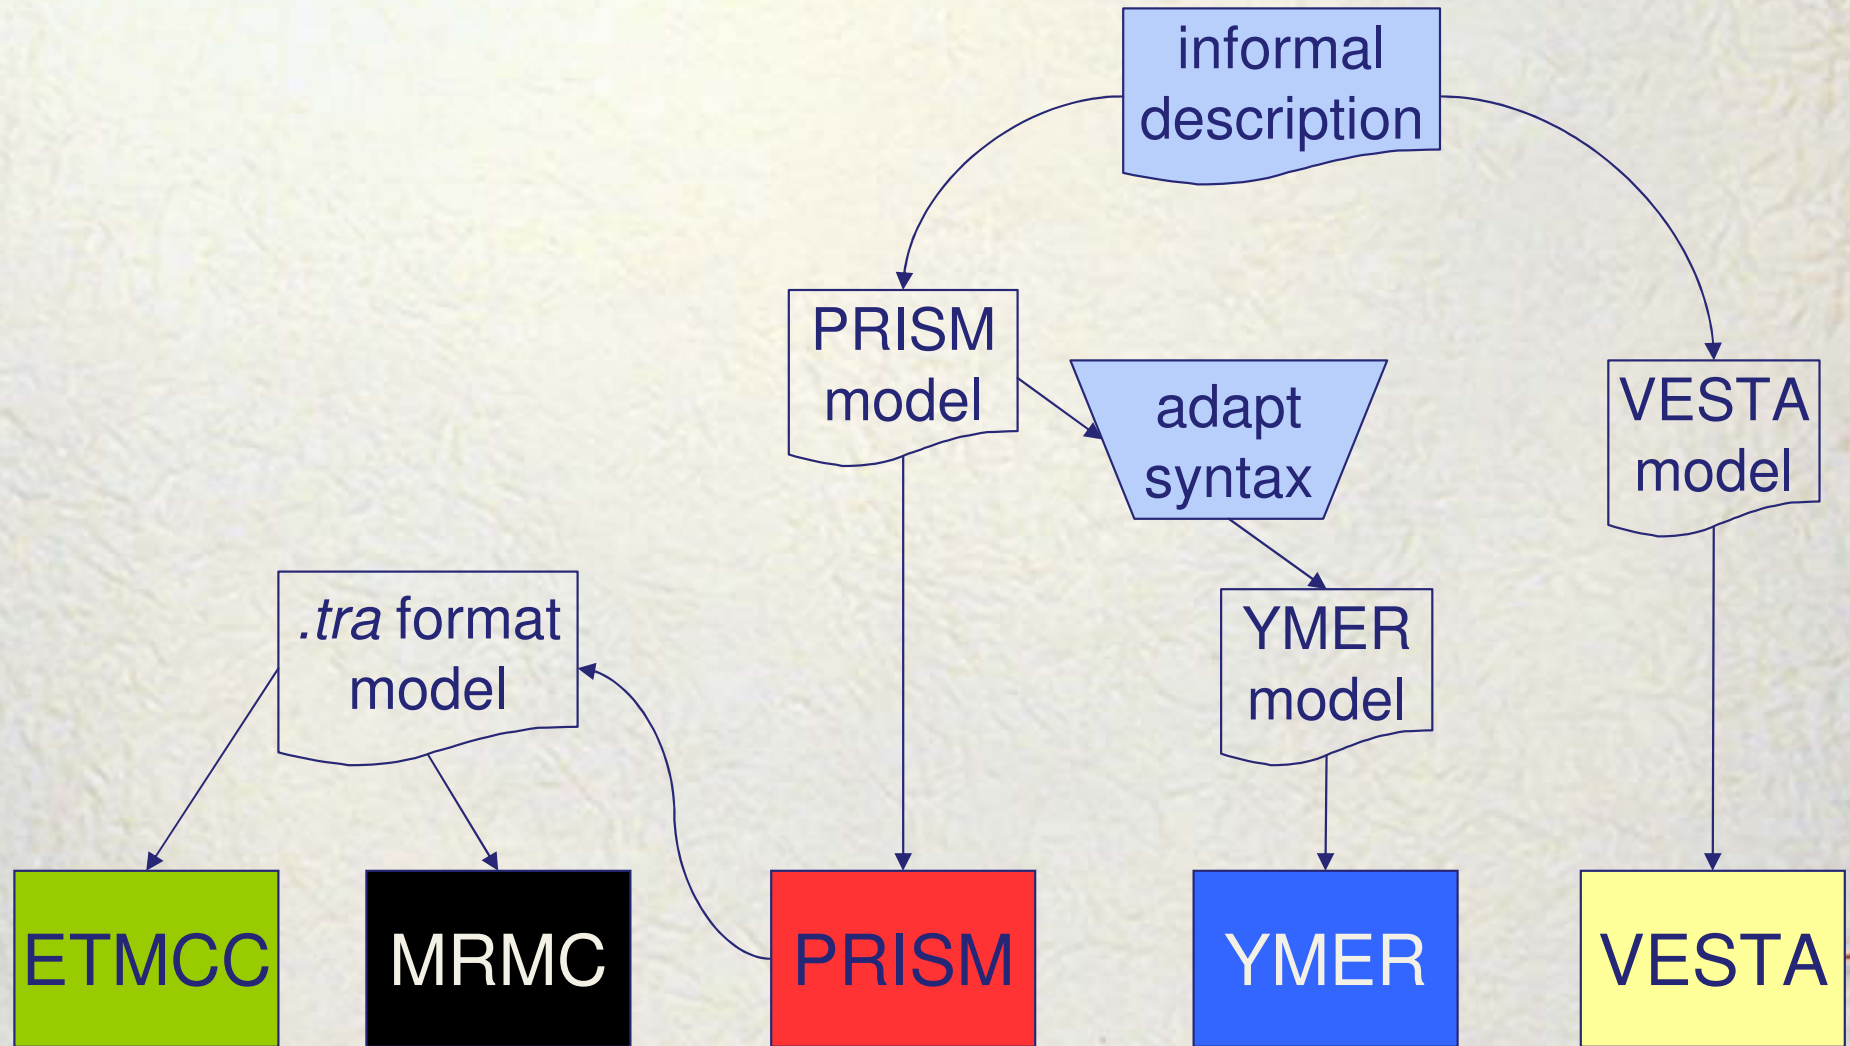 informal
description
PRISM
model
adapt
syntax
VESTA
model
.tra format
model
YMER
model
ETMCC
MRMC
PRISM
YMER
VESTA